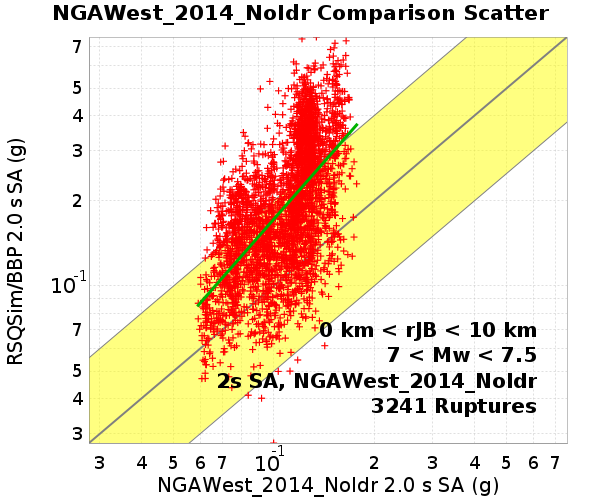 NGAWest_2014_NoIdr Comparison Scatter
RSQSim/BBP 2.0 s SA (g)
7
5
4
3
2
10-1
7
5
4
3
0 km < rJB < 10 km
7 < Mw < 7.5
2s SA, NGAWest_2014_NoIdr
3241 Ruptures
3 4 5 6 7 10-1 2 3 4 5 6 7
NGAWest_2014_NoIdr 2.0 s SA (g)